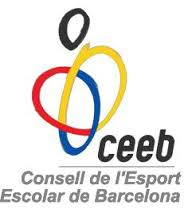 ceeb
Consell de l'Esport
Escolar de Barcelona